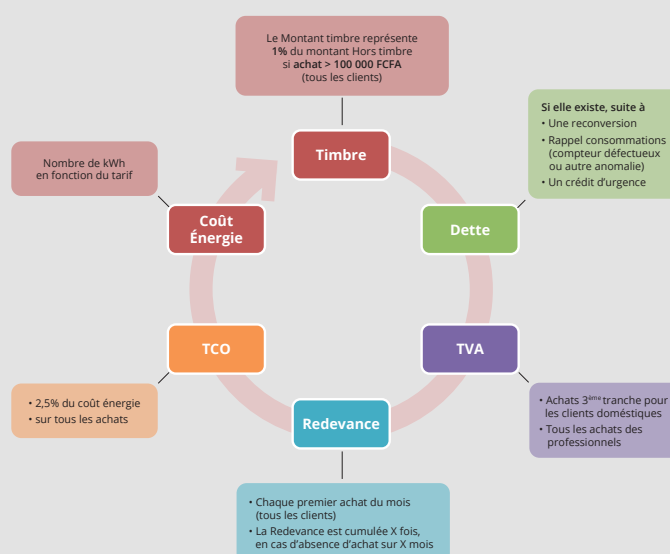 Le Montant timbre représente
1% du montant Hors timbre
si achat > 100 000 FCFA
(tous les clients)
Timbre
Si elle existe, suite à
• Une reconversion
• Rappel consommations
(compteur défectueux
ou autre anomalie)
• Un crédit d'urgence
Dette
TVA
• Achats 3ème tranche pour
les clients doméstiques
• Tous les achats des
professionnels
Redevance
• Chaque premier achat du mois
(tous les clients)
• La Redevance est cumulée X fois,
en cas d'absence d'achat sur X mois
TCO
• 2,5% du coût énergie
• sur tous les achats
Coût
Énergie
Nombre de kWh
en fonction du tarif